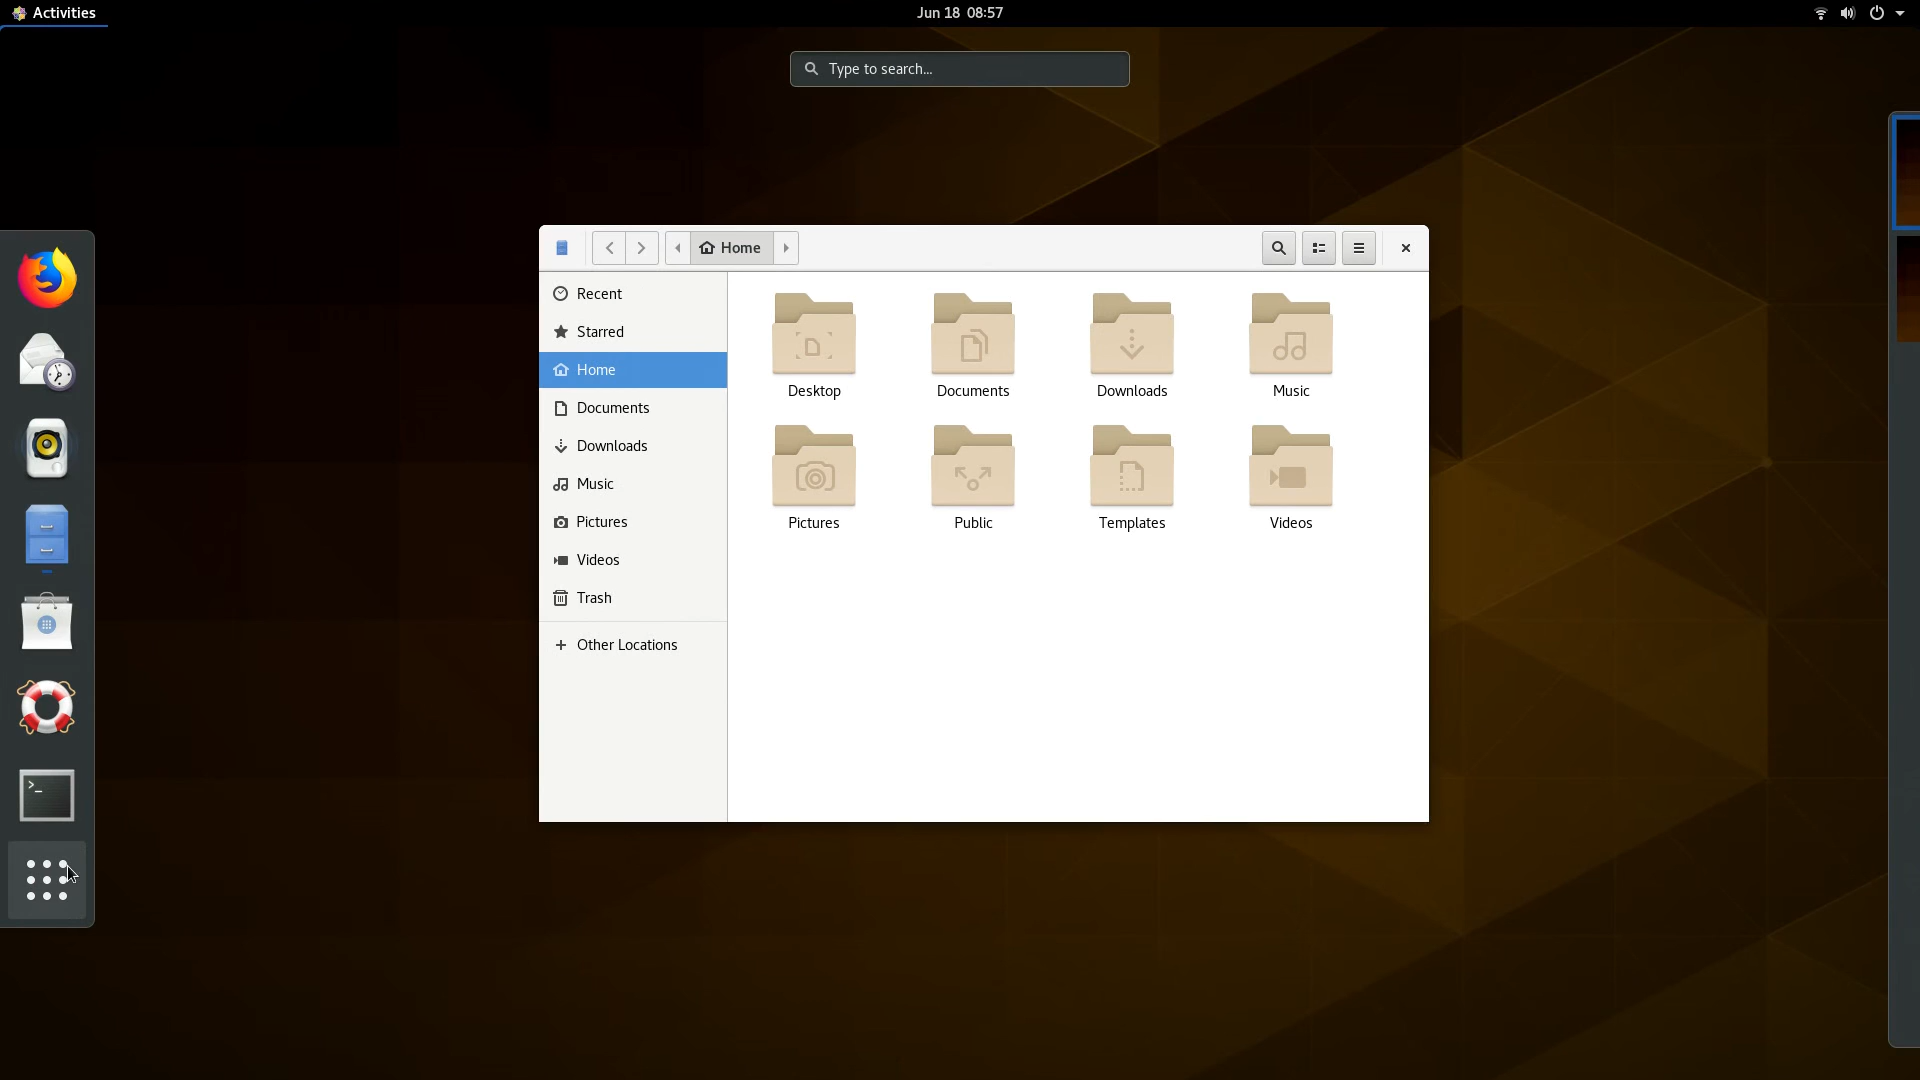 Activities
Jun 18 08:57
Type to search...
Home
Recent
Starred
Home
Documents
Downloads
Music
Pictures
Videos
Trash
Other Locations
Desktop
Documents
Downloads
Music
Pictures
Public
Templates
Videos